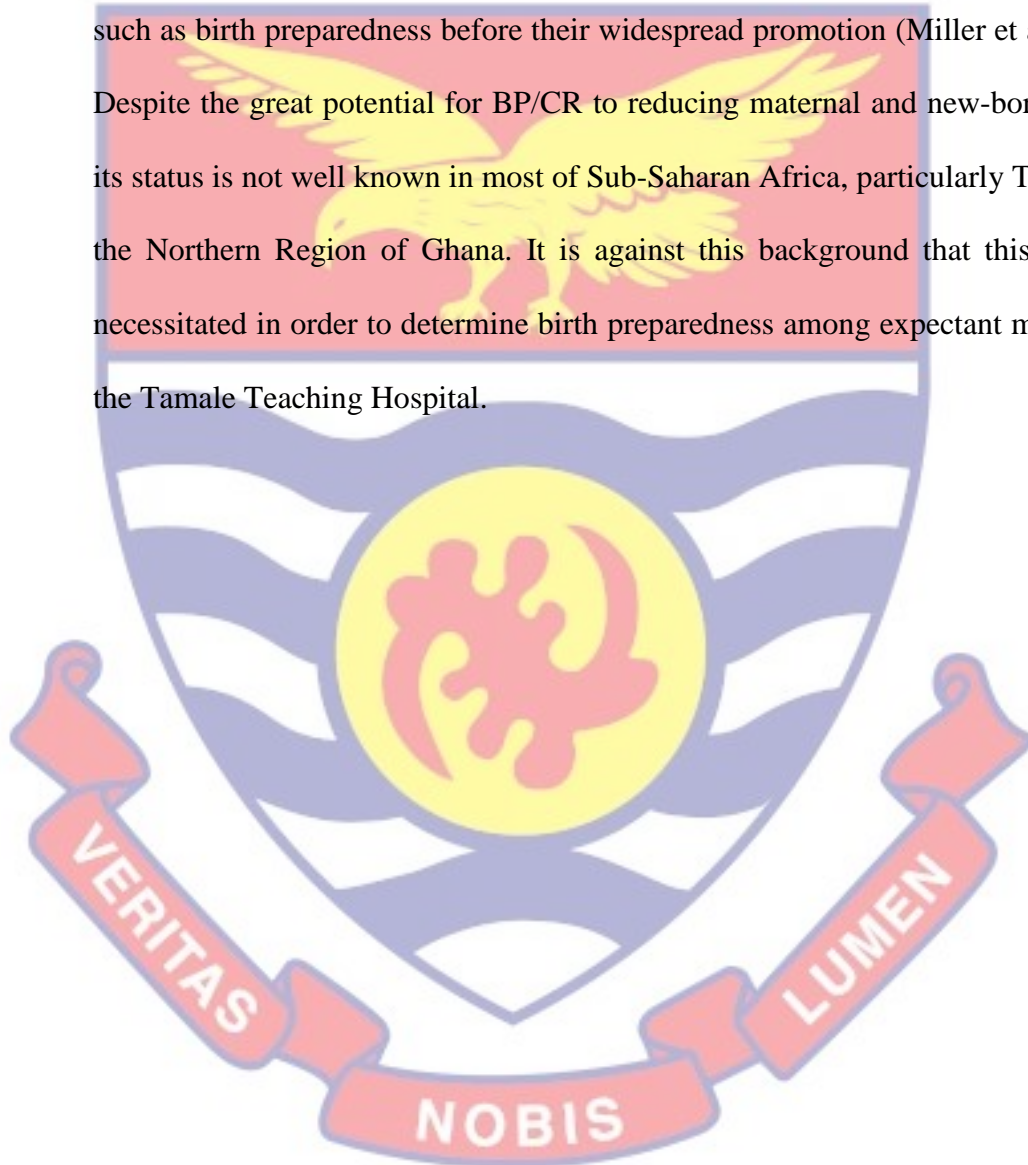 such as birth preparedness before their widespread promotion (Miller et
Despite the great potential for BP/CR to reducing maternal and new-bor
its status is not well known in most of Sub-Saharan Africa, particularly T
the Northern Region of Ghana. It is against this background that this
necessitated in order to determine birth preparedness among expectant m
the Tamale Teaching Hospital.
VERITAS
NOBIS
LUMEN